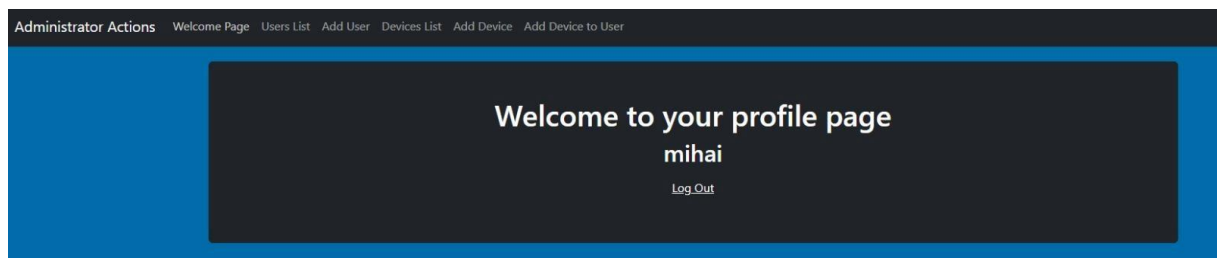 Administrator Actions Welcome Page Users List Add User Devices List Add Device Add Device to User
Welcome to your profile page
mihai
Log Out